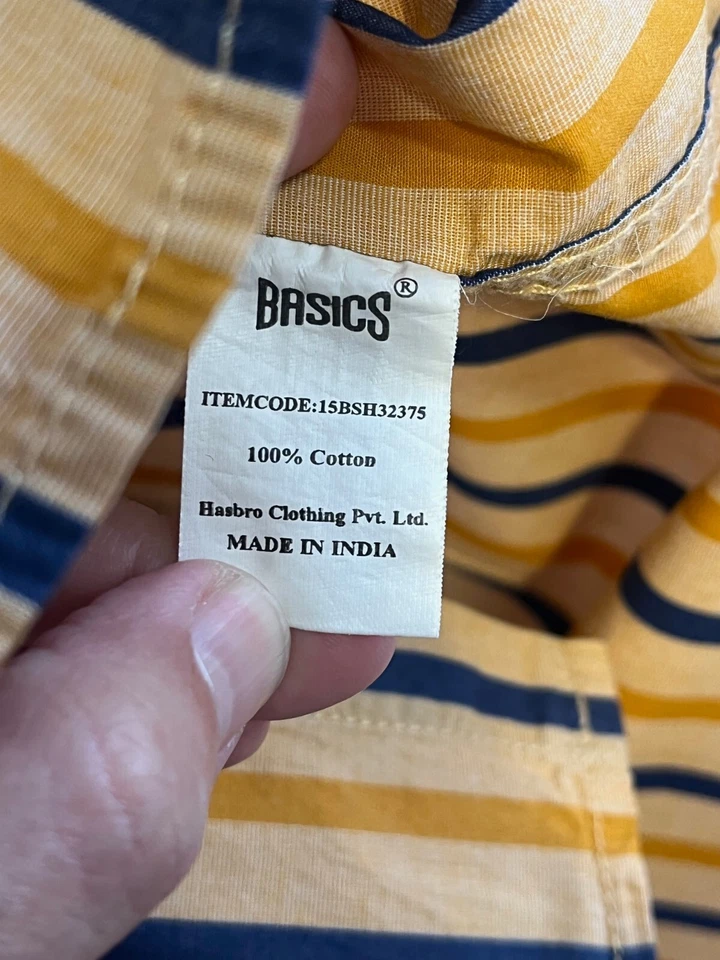 BASICS®
ITEMCODE:15BSH32375
100% Cotton
Hasbro Clothing Pvt. Ltd.
MADE IN INDIA